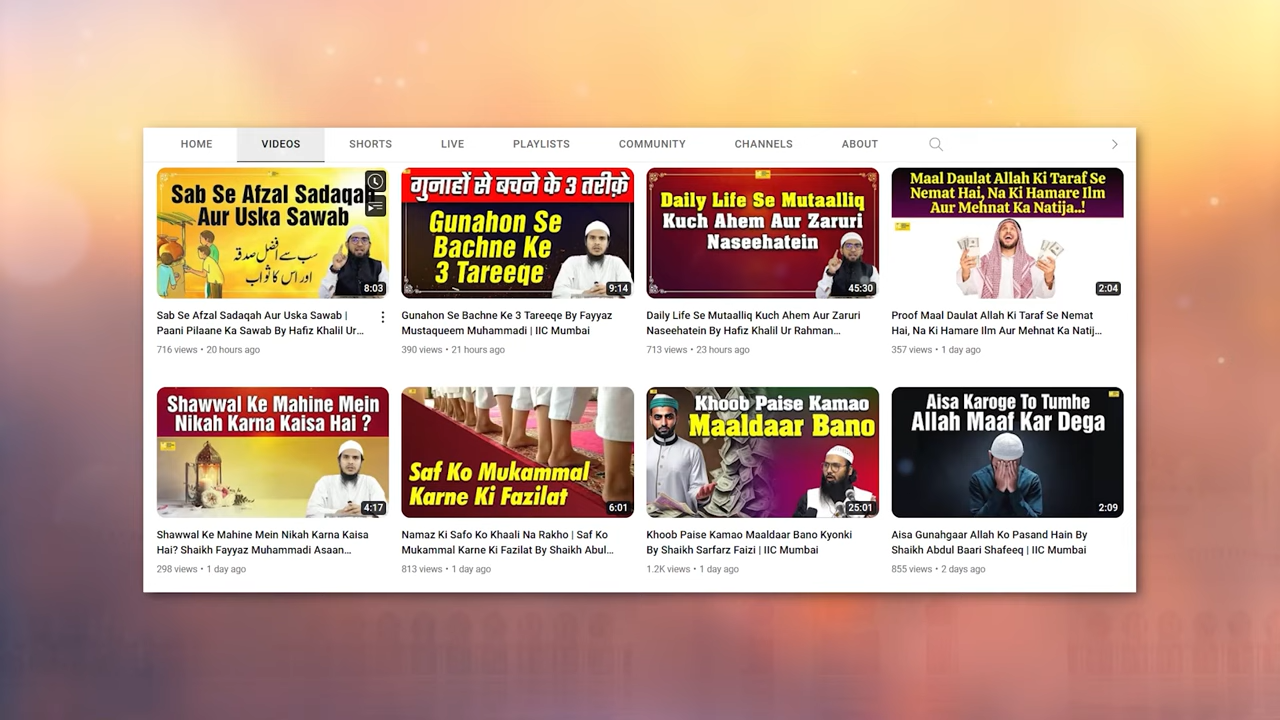 HOME VIDEOS SHORTS LIVE PLAYLISTS COMMUNITY CHANNELS ABOUT
Sab Se Afzal Sadaqah
Aur Uska Sawab
سب سے افضل صدقہ
اور اس کا ثواب
8:03
Sab Se Afzal Sadaqah Aur Uska Sawab |
Paani Pilaane Ka Sawab By Hafiz Khalil Ur...
716 views • 20 hours ago
गुनाहों से बचने के 3 तरीक़े
Gunahon Se
Bachne Ke
3 Tareeqe
9:14
Gunahon Se Bachne Ke 3 Tareeqe By Fayyaz
Mustaqueem Muhammadi | IIC Mumbai
390 views • 21 hours ago
Daily Life Se Mutaalliq
Kuch Ahem Aur Zaruri
Naseehatein
45:30
Daily Life Se Mutaalliq Kuch Ahem Aur Zaruri
Naseehatein By Hafiz Khalil Ur Rahman...
713 views • 23 hours ago
Maal Daulat Allah Ki Taraf Se
Nemat Hai, Na Ki Hamare Ilm
Aur Mehnat Ka Natija..!
2:04
Proof Maal Daulat Allah Ki Taraf Se Nemat
Hai, Na Ki Hamare Ilm Aur Mehnat Ka Natij...
357 views • 1 day ago
Shawwal Ke Mahine Mein
Nikah Karna Kaisa Hai ?
4:17
Shawwal Ke Mahine Mein Nikah Karna Kaisa
Hai? Shaikh Fayyaz Muhammadi Asaan...
298 views • 1 day ago
Saf Ko Mukammal
Karne Ki Fazilat
6:01
Namaz Ki Safo Ko Khaali Na Rakho | Saf Ko
Mukammal Karne Ki Fazilat By Shaikh Abul...
813 views • 1 day ago
Khoob Paise Kamao
Maaldaar Bano
25:01
Khoob Paise Kamao Maaldaar Bano Kyonki
By Shaikh Sarfarz Faizi | IIC Mumbai
1.2K views • 1 day ago
Aisa Karoge To Tumhe
Allah Maaf Kar Dega
2:09
Aisa Gunahgaar Allah Ko Pasand Hain By
Shaikh Abdul Baari Shafeeq | IIC Mumbai
855 views • 2 days ago